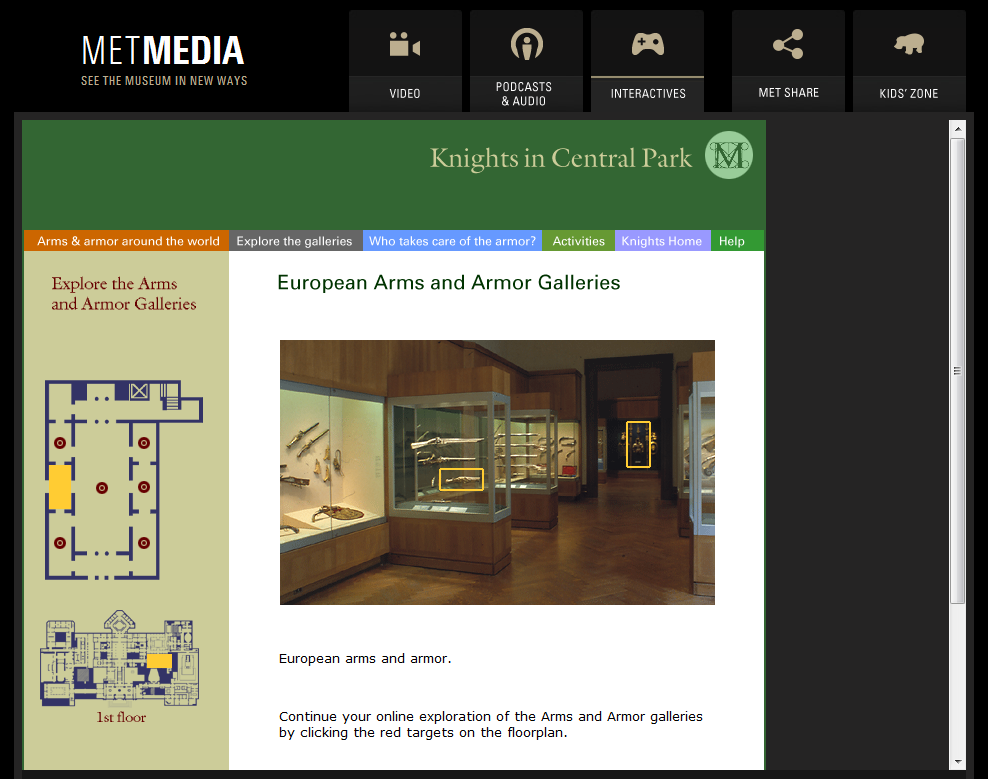 METMEDIA
SEE THE MUSEUM IN NEW WAYS
VIDEO
PODCASTS
& AUDIO
INTERACTIVES
MET SHARE
KIDS' ZONE
Knights in Central Park
M
Arms & armor around the world
Explore the galleries
Who takes care of the armor?
Activities
Knights Home
Help
Explore the Arms
and Armor Galleries
1st floor
European Arms and Armor Galleries
European arms and armor.
Continue your online exploration of the Arms and Armor galleries
by clicking the red targets on the floorplan.